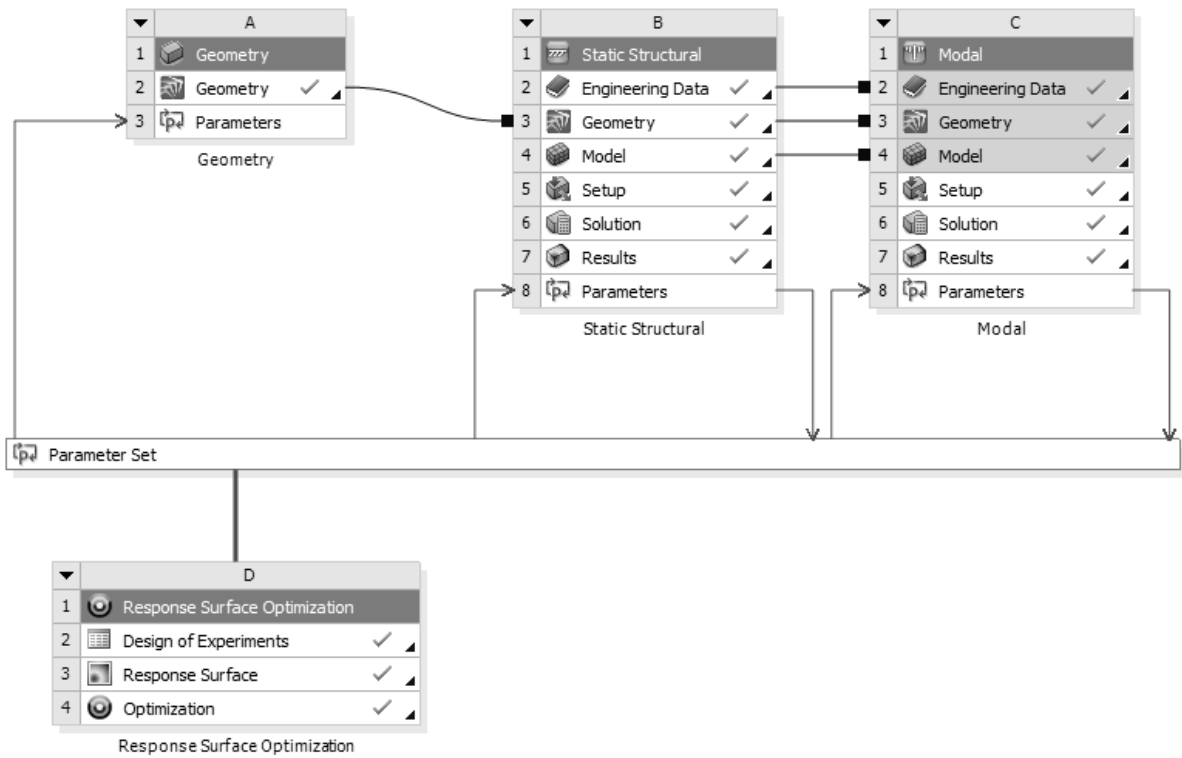 A
1 Geometry
2 Geometry
3 Parameters
Geometry
B
1 Static Structural
2 Engineering Data
3 Geometry
4 Model
5 Setup
6 Solution
7 Results
8 Parameters
Static Structural
C
1 Modal
2 Engineering Data
3 Geometry
4 Model
5 Setup
6 Solution
7 Results
8 Parameters
Modal
Parameter Set
D
1 Response Surface Optimization
2 Design of Experiments
3 Response Surface
4 Optimization
Response Surface Optimization